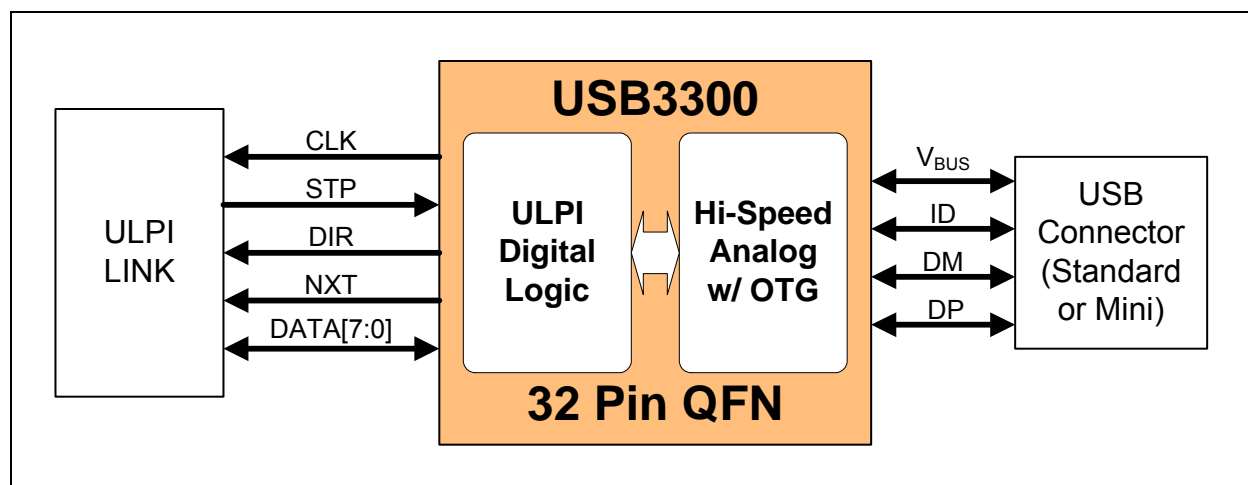 USB3300
ULPI
LINK
CLK
STP
DIR
NXT
DATA[7:0]
ULPI
Digital
Logic
Hi-Speed
Analog
w/ OTG
VBUS
ID
DM
DP
USB
Connector
(Standard
or Mini)
32 Pin QFN